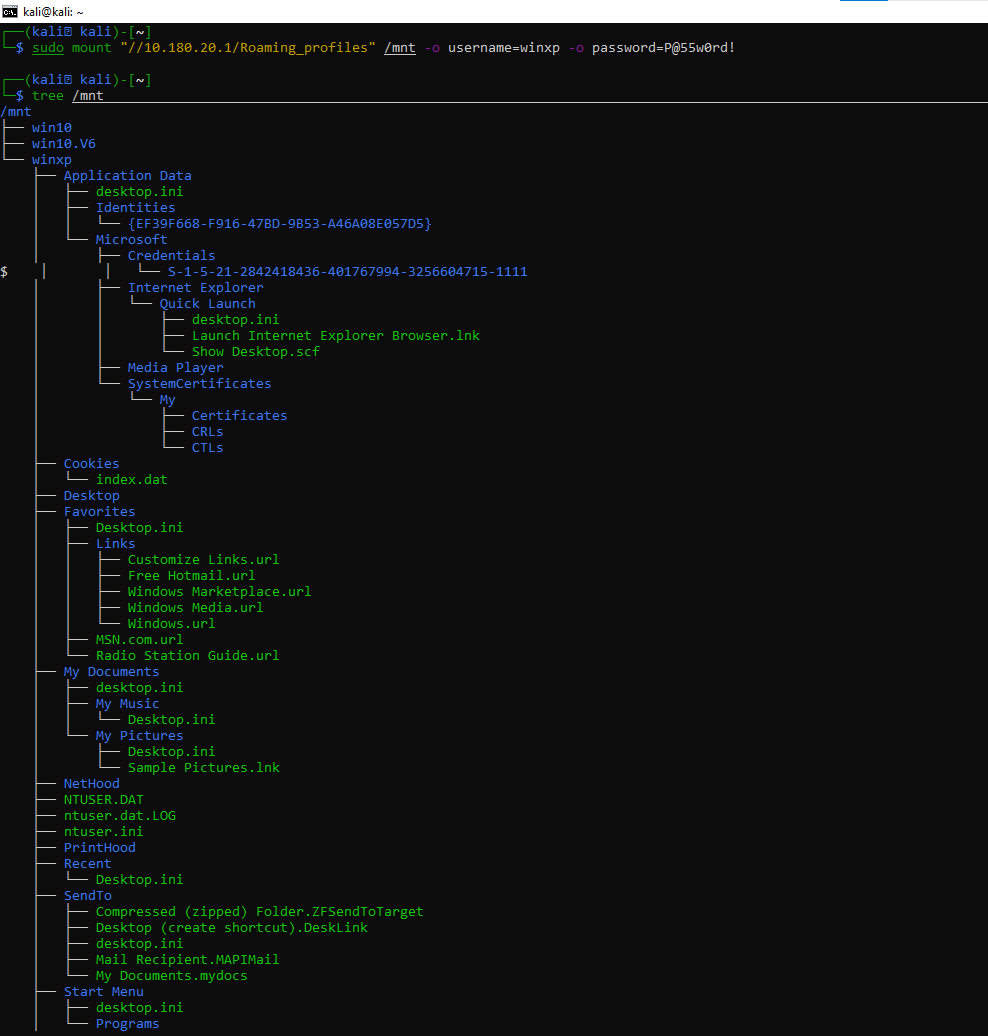 kali@kali: ~
┌──(kali㉿ kali)-[~]
└─$ sudo mount "//10.180.20.1/Roaming_profiles" /mnt -o username=winxp -o password=P@55w0rd!
┌──(kali㉿ kali)-[~]
└─$ tree /mnt
/mnt
├── win10
├── win10.V6
└── winxp
    ├── Application Data
    │   ├── desktop.ini
    │   ├── Identities
    │   │   └── {EF39F668-F916-47BD-9B53-A46A08E057D5}
    │   └── Microsoft
    │       ├── Credentials
$    │       │   └── S-1-5-21-2842418436-401767994-3256604715-1111
    │       ├── Internet Explorer
    │       │   └── Quick Launch
    │       │       ├── desktop.ini
    │       │       ├── Launch Internet Explorer Browser.lnk
    │       │       └── Show Desktop.scf
    │       ├── Media Player
    │       └── SystemCertificates
    │           └── My
    │               ├── Certificates
    │               ├── CRLs
    │               └── CTLs
    ├── Cookies
    │   └── index.dat
    ├── Desktop
    ├── Favorites
    │   ├── Desktop.ini
    │   ├── Links
    │   │   ├── Customize Links.url
    │   │   ├── Free Hotmail.url
    │   │   ├── Windows Marketplace.url
    │   │   ├── Windows Media.url
    │   │   └── Windows.url
    │   ├── MSN.com.url
    │   └── Radio Station Guide.url
    ├── My Documents
    │   ├── desktop.ini
    │   ├── My Music
    │   │   └── Desktop.ini
    │   └── My Pictures
    │       ├── Desktop.ini
    │       └── Sample Pictures.lnk
    ├── NetHood
    ├── NTUSER.DAT
    ├── ntuser.dat.LOG
    ├── ntuser.ini
    ├── PrintHood
    ├── Recent
    │   └── Desktop.ini
    ├── SendTo
    │   ├── Compressed (zipped) Folder.ZFSendToTarget
    │   ├── Desktop (create shortcut).DeskLink
    │   ├── desktop.ini
    │   ├── Mail Recipient.MAPIMail
    │   └── My Documents.mydocs
    ├── Start Menu
    │   ├── desktop.ini
    │   └── Programs